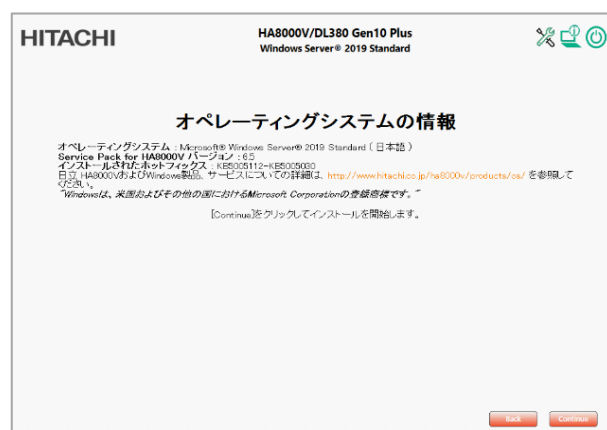 HITACHI
HA8000V/DL380 Gen10 Plus
Windows Server® 2019 Standard
オペレーティングシステムの情報
オペレーティングシステム : Microsoft® Windows Server® 2019 Standard ( 日本語 )
Service Pack for HA8000V バージョン : 6.5
インストールされたホットフィックス : KB5005112-KB5005030
日立 HA8000VおよびWindows製品、サービスについての詳細は、http://www.hitachi.co.jp/ha8000v/products/os/ を参照して
ください。
"Windowsは、米国およびその他の国におけるMicrosoft Corporationの登録商標です。"
[Continue]をクリックしてインストールを開始します。
Back
Continue